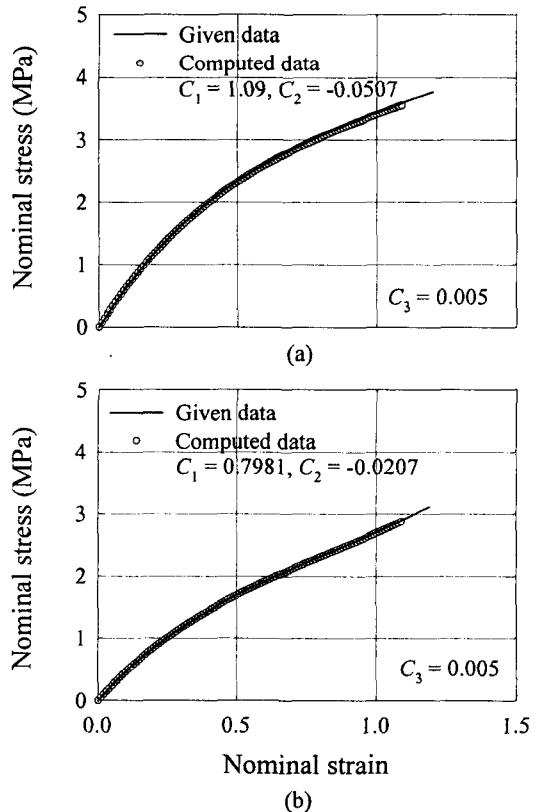 5
4
3
2
1
0
Nominal stress (MPa)
Given data
Computed data
C1 = 1.09, C2 = -0.0507
C3 = 0.005
(a)
5
4
3
2
1
0
Nominal stress (MPa)
Given data
Computed data
C1 = 0.7981, C2 = -0.0207
C3 = 0.005
0.0 0.5 1.0 1.5
Nominal strain
(b)